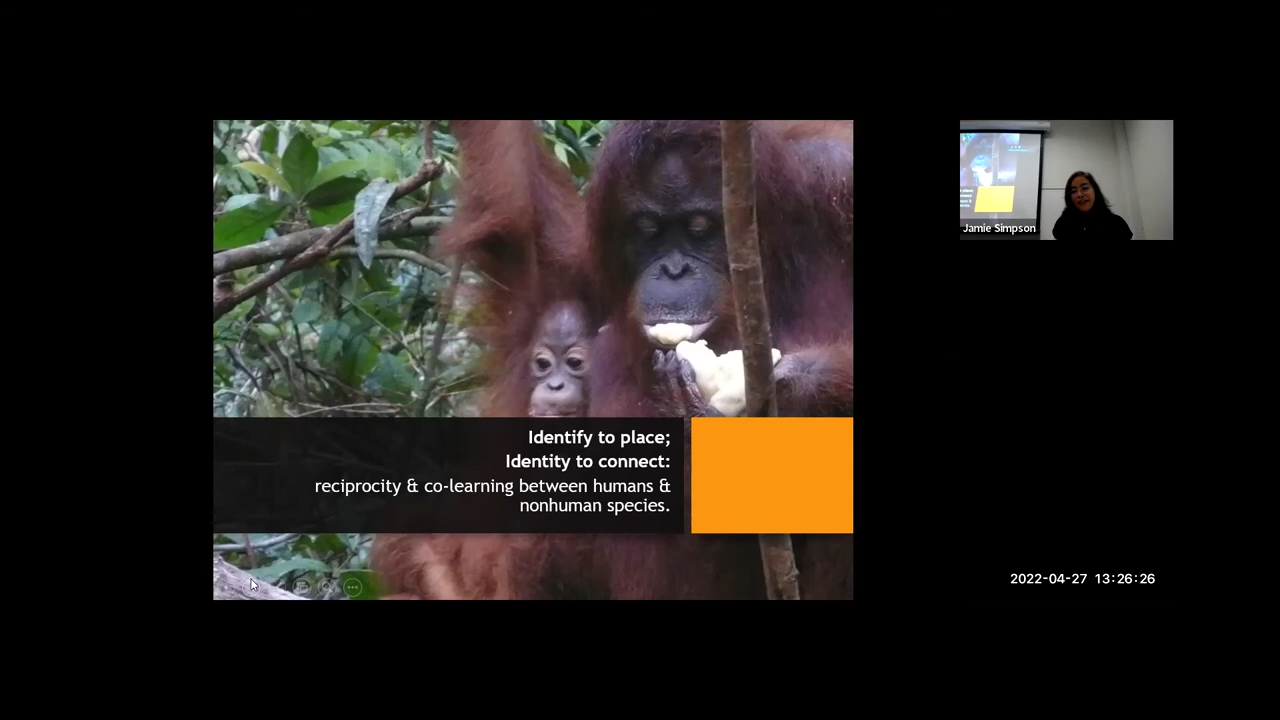 Identify to place;
Identity to connect:
reciprocity & co-learning between humans &
nonhuman species.
Jamie Simpson
2022-04-27 13:26:26